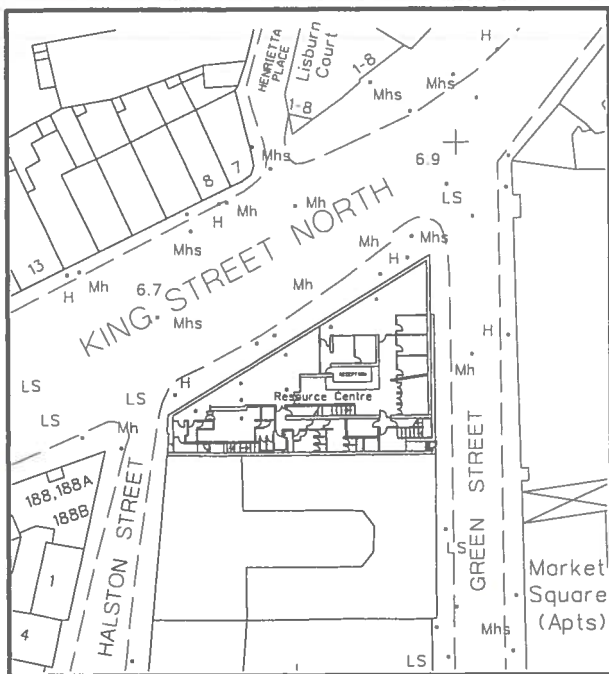 H
HENRIETTA
PLACE
Lisburn
Court
1-8
1-8
Mhs
Mhs
6.9
7
Mhs
8
LS
Mh
H
Mh
Mhs
13
Mh
H
KING STREET NORTH
H
Mh
6.7
Mhs
H
RECEPTION
Mh
LS
LS
H
Resource Centre
LS
Mh
188,188A
188B
HALSTON STREET
1
4
GREEN STREET
LS
Market
Square
(Apts)
Mhs
LS